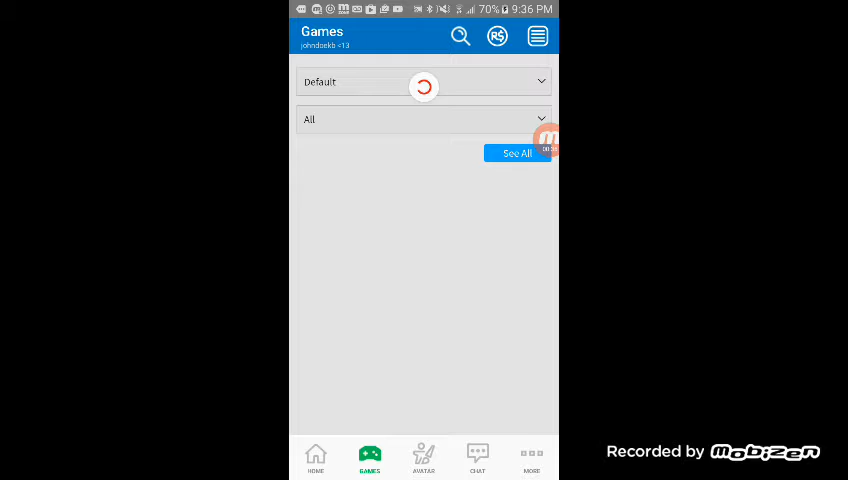 70% 9:36 PM
Games
johndoekb <13
R$
Default
All
See All
HOME
GAMES
AVATAR
CHAT
MORE
Recorded by mobizen